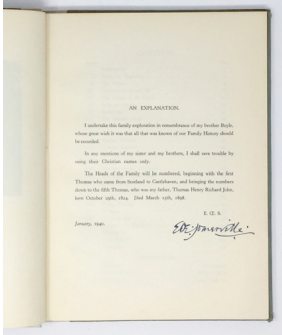 AN EXPLANATION.
I undertake this family exploration in remembrance of my brother Boyle,
whose great wish it was that all that was known of our Family History should
be recorded.
In my mentions of my sister and my brothers, I shall save trouble by
using their Christian names only.
The Heads of the Family will be numbered, beginning with the first
Thomas who came from Scotland to Castlehaven, and bringing the numbers
down to the fifth Thomas, who was my father, Thomas Henry Richard John,
born October 29th, 1824. Died March 15th, 1898.
E. Œ. S.
January, 1940.
EŒ Somerville.